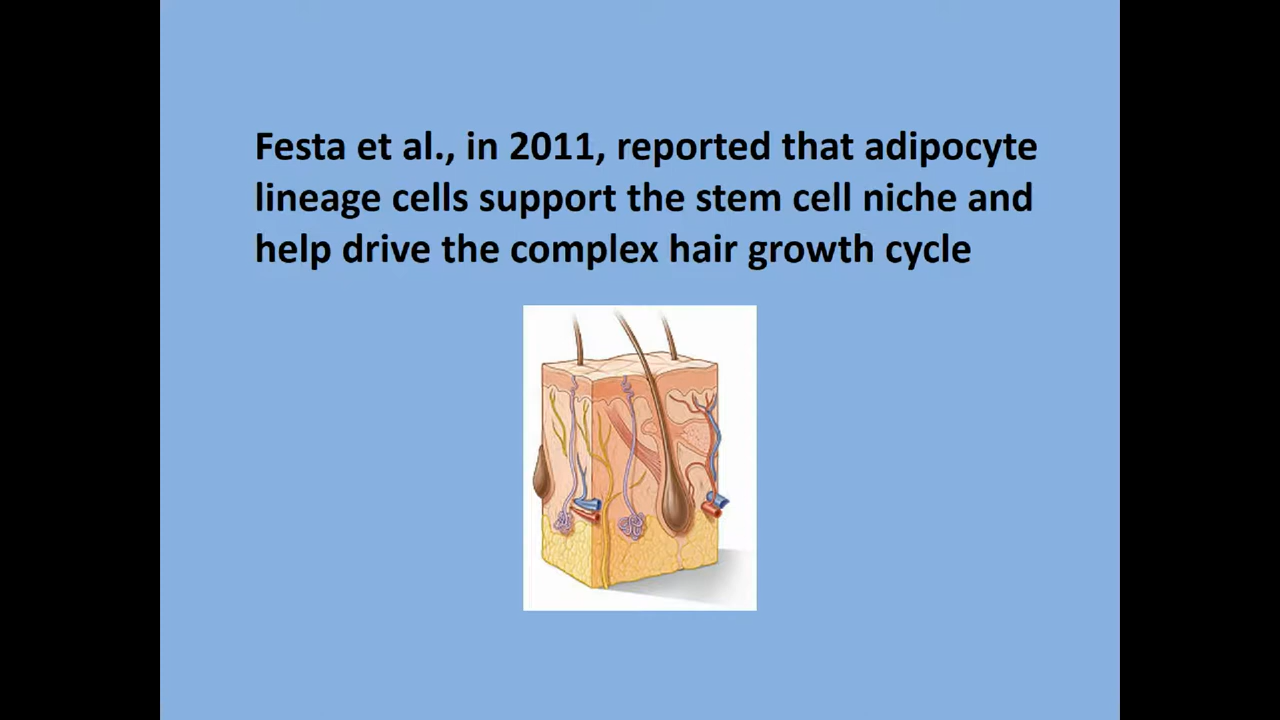 Festa et al., in 2011, reported that adipocyte
lineage cells support the stem cell niche and
help drive the complex hair growth cycle